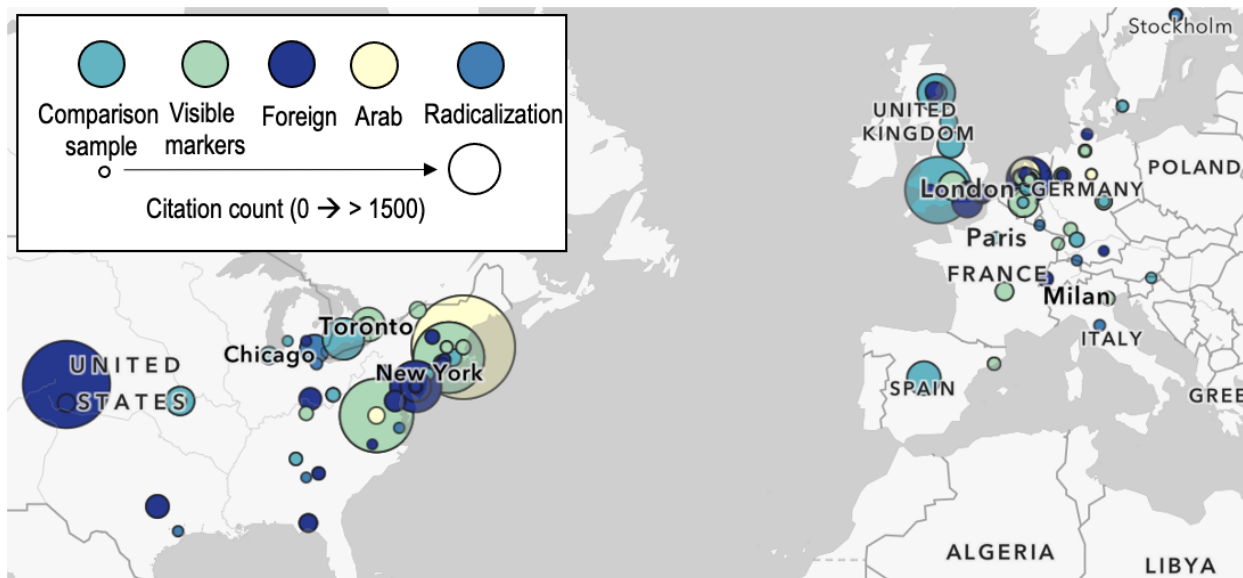 Comparison sample
Visible markers
Foreign
Arab
Radicalization
Citation count (0 → > 1500)
Stockholm
UNITED KINGDOM
POLAND
London
GERMANY
Paris
FRANCE
Milan
ITALY
SPAIN
GREE
Toronto
Chicago
UNITED STATES
New York
ALGERIA
LIBYA